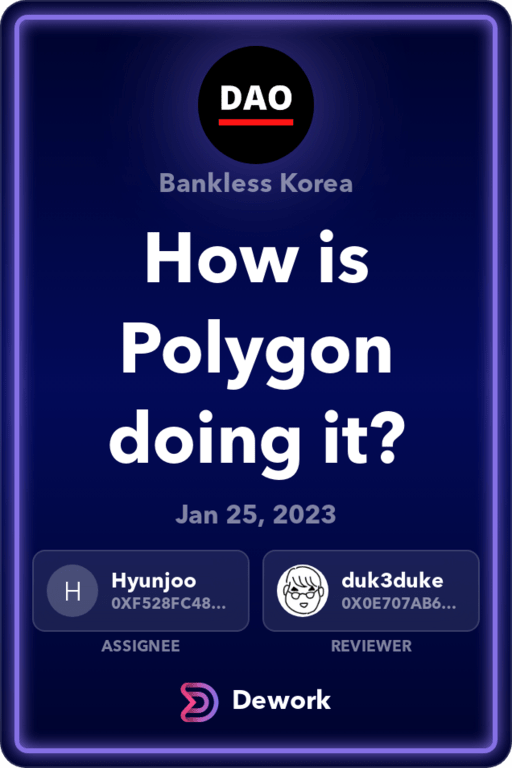 DAO
Bankless Korea
How is
Polygon
doing it?
Jan 25, 2023
H
Hyunjoo
0XF528FC48...
duk3duke
0X0E707AB6...
ASSIGNEE
REVIEWER
Dework